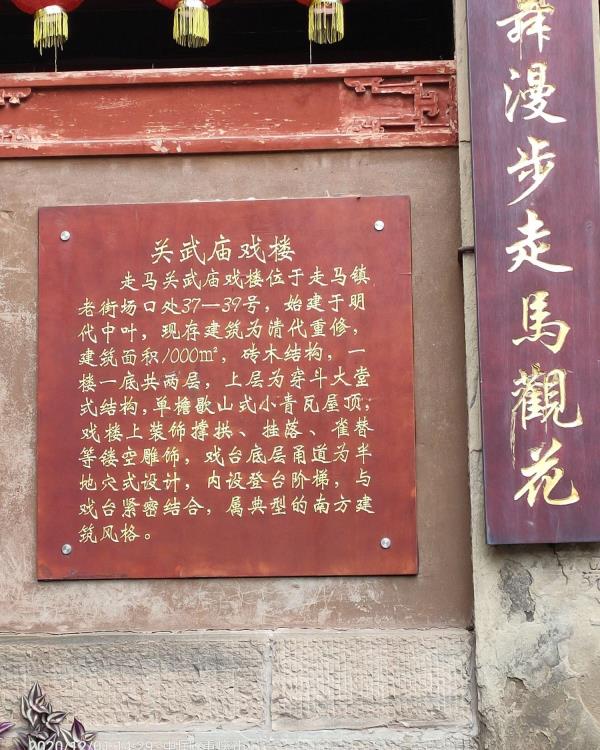 关武庙戏楼
走马关武庙戏楼位于走马镇
老街场口处37—39号，始建于明
代中叶，现存建筑为清代重修，
建筑面积1000m²，砖木结构，一
楼一底共两层，上层为穿斗大堂
式结构，单檐歇山式小青瓦屋顶，
戏楼上装饰撑拱、挂落、雀替
等镂空雕饰，戏台底层甬道为半
地穴式设计，内设登台阶梯，与
戏台紧密结合，属典型的南方建
筑风格。
漫步走馬觀花
2020/12/01 11:29